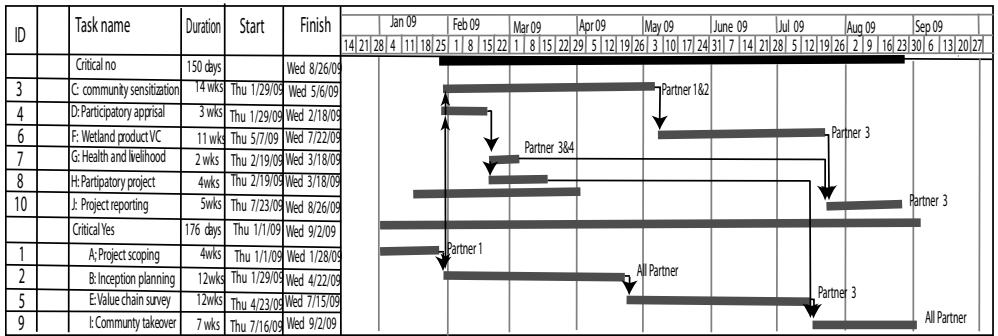 ID Task name Duration Start Finish Jan 09 Feb 09 Mar 09 Apr 09 May 09 June 09 Jul 09 Aug 09 Sep 09
14 21 28 4 11 18 25 1 8 15 22 1 8 15 22 29 5 12 19 26 3 10 17 24 31 7 14 21 28 5 12 19 26 2 9 16 23 30 6 13 20 27
Critical no 150 days Wed 8/26/09
3 C: community sensitization 14 wks Thu 1/29/09 Wed 5/6/09 Partner 1&2
4 D: Participatory apprisal 3 wks Thu 1/29/09 Wed 2/18/09
6 F: Wetland product VC 11 wks Thu 5/7/09 Wed 7/22/09 Partner 3
7 G: Health and livelihood 2 wks Thu 2/19/09 Wed 3/18/09 Partner 3&4
8 H: Partipatory project 4wks Thu 2/19/09 Wed 3/18/09
10 J: Project reporting 5wks Thu 7/23/09 Wed 8/26/09 Partner 3
Critical Yes 176 days Thu 1/1/09 Wed 9/2/09
1 A; Project scoping 4wks Thu 1/1/09 Wed 1/28/09 Partner 1
2 B: Inception planning 12wks Thu 1/29/09 Wed 4/22/09 All Partner
5 E: Value chain survey 12wks Thu 4/23/09 Wed 7/15/09 Partner 3
9 I: Communty takeover 7 wks Thu 7/16/09 Wed 9/2/09 All Partner